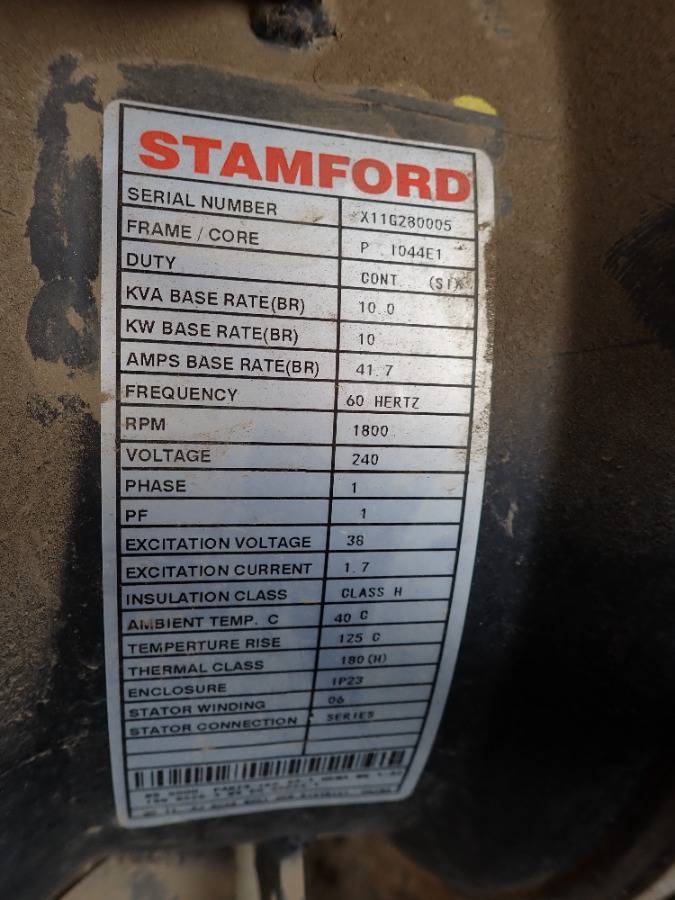 STAMFORD
SERIAL NUMBER X11G280005
FRAME / CORE P 1044E1
DUTY CONT (S1)
KVA BASE RATE(BR) 10.0
KW BASE RATE(BR) 10
AMPS BASE RATE(BR) 41.7
FREQUENCY 60 HERTZ
RPM 1800
VOLTAGE 240
PHASE 1
PF 1
EXCITATION VOLTAGE 38
EXCITATION CURRENT 1.7
INSULATION CLASS CLASS H
AMBIENT TEMP. C 40 C
TEMPERTURE RISE 125 C
THERMAL CLASS 180(H)
ENCLOSURE IP23
STATOR WINDING 06
STATOR CONNECTION SERIES